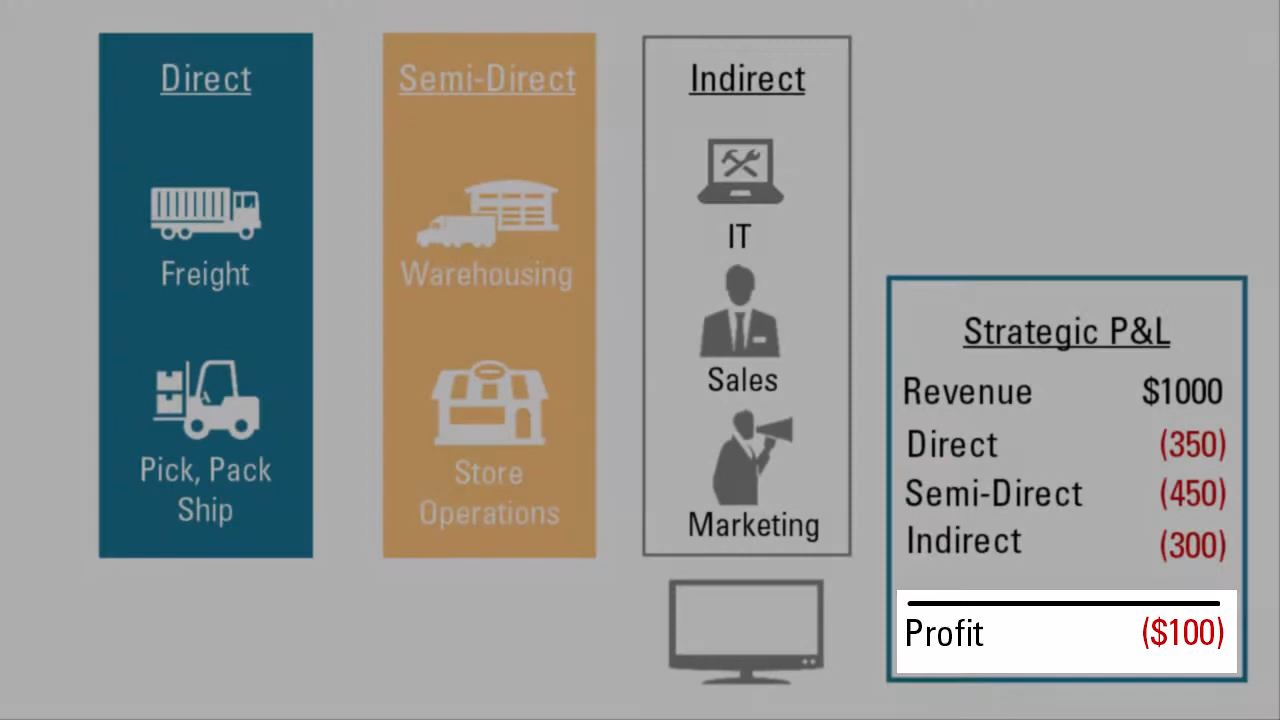 Direct
Freight
Pick, Pack
Ship
Semi-Direct
Warehousing
Store
Operations
Indirect
IT
Sales
Marketing
Strategic P&L
Revenue $1000
Direct (350)
Semi-Direct (450)
Indirect (300)
Profit ($100)